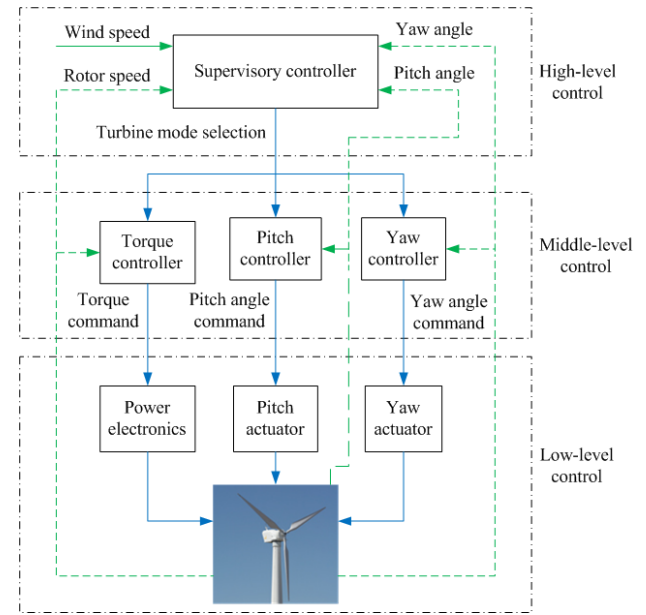 Wind speed
Yaw angle
Rotor speed
Supervisory controller
Pitch angle
High-level
control
Turbine mode selection
Torque
controller
Pitch
controller
Yaw
controller
Middle-level
control
Torque
command
Pitch angle
command
Yaw angle
command
Power
electronics
Pitch
actuator
Yaw
actuator
Low-level
control